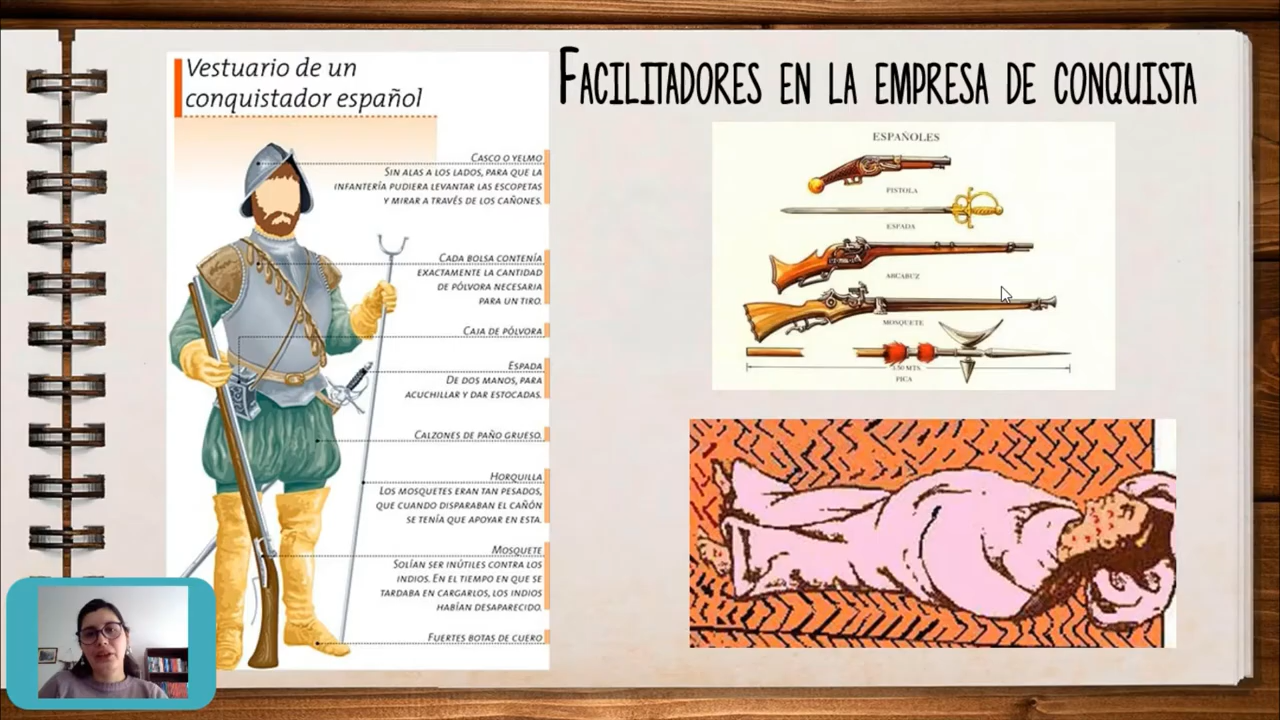 Vestuario de un
conquistador español
FACILITADORES EN LA EMPRESA DE CONQUISTA
CASCO O YELMO
SIN ALAS A LOS LADOS, PARA QUE LA
INFANTERÍA PUDIERA LEVANTAR LAS ESCOPETAS
Y MIRAR A TRAVÉS DE LOS CAÑONES.
CADA BOLSA CONTENÍA
EXACTAMENTE LA CANTIDAD
DE PÓLVORA NECESARIA
PARA UN TIRO.
CAJA DE PÓLVORA
ESPADA
DE DOS MANOS, PARA
ACUCHILLAR Y DAR ESTOCADAS.
CALZONES DE PAÑO GRUESO.
HORQUILLA
LOS MOSQUETES ERAN TAN PESADOS,
QUE CUANDO DISPARABAN EL CAÑÓN
SE TENÍA QUE APOYAR EN ESTA.
MOSQUETE
SOLÍAN SER INÚTILES CONTRA LOS
INDIOS. EN EL TIEMPO EN QUE SE
TARDABA EN CARGARLOS, LOS INDIOS
HABÍAN DESAPARECIDO.
FUERTES BOTAS DE CUERO
ESPAÑOLES
PISTOLA
ESPADA
ARCABUZ
MOSQUETE
MTS.
PICA